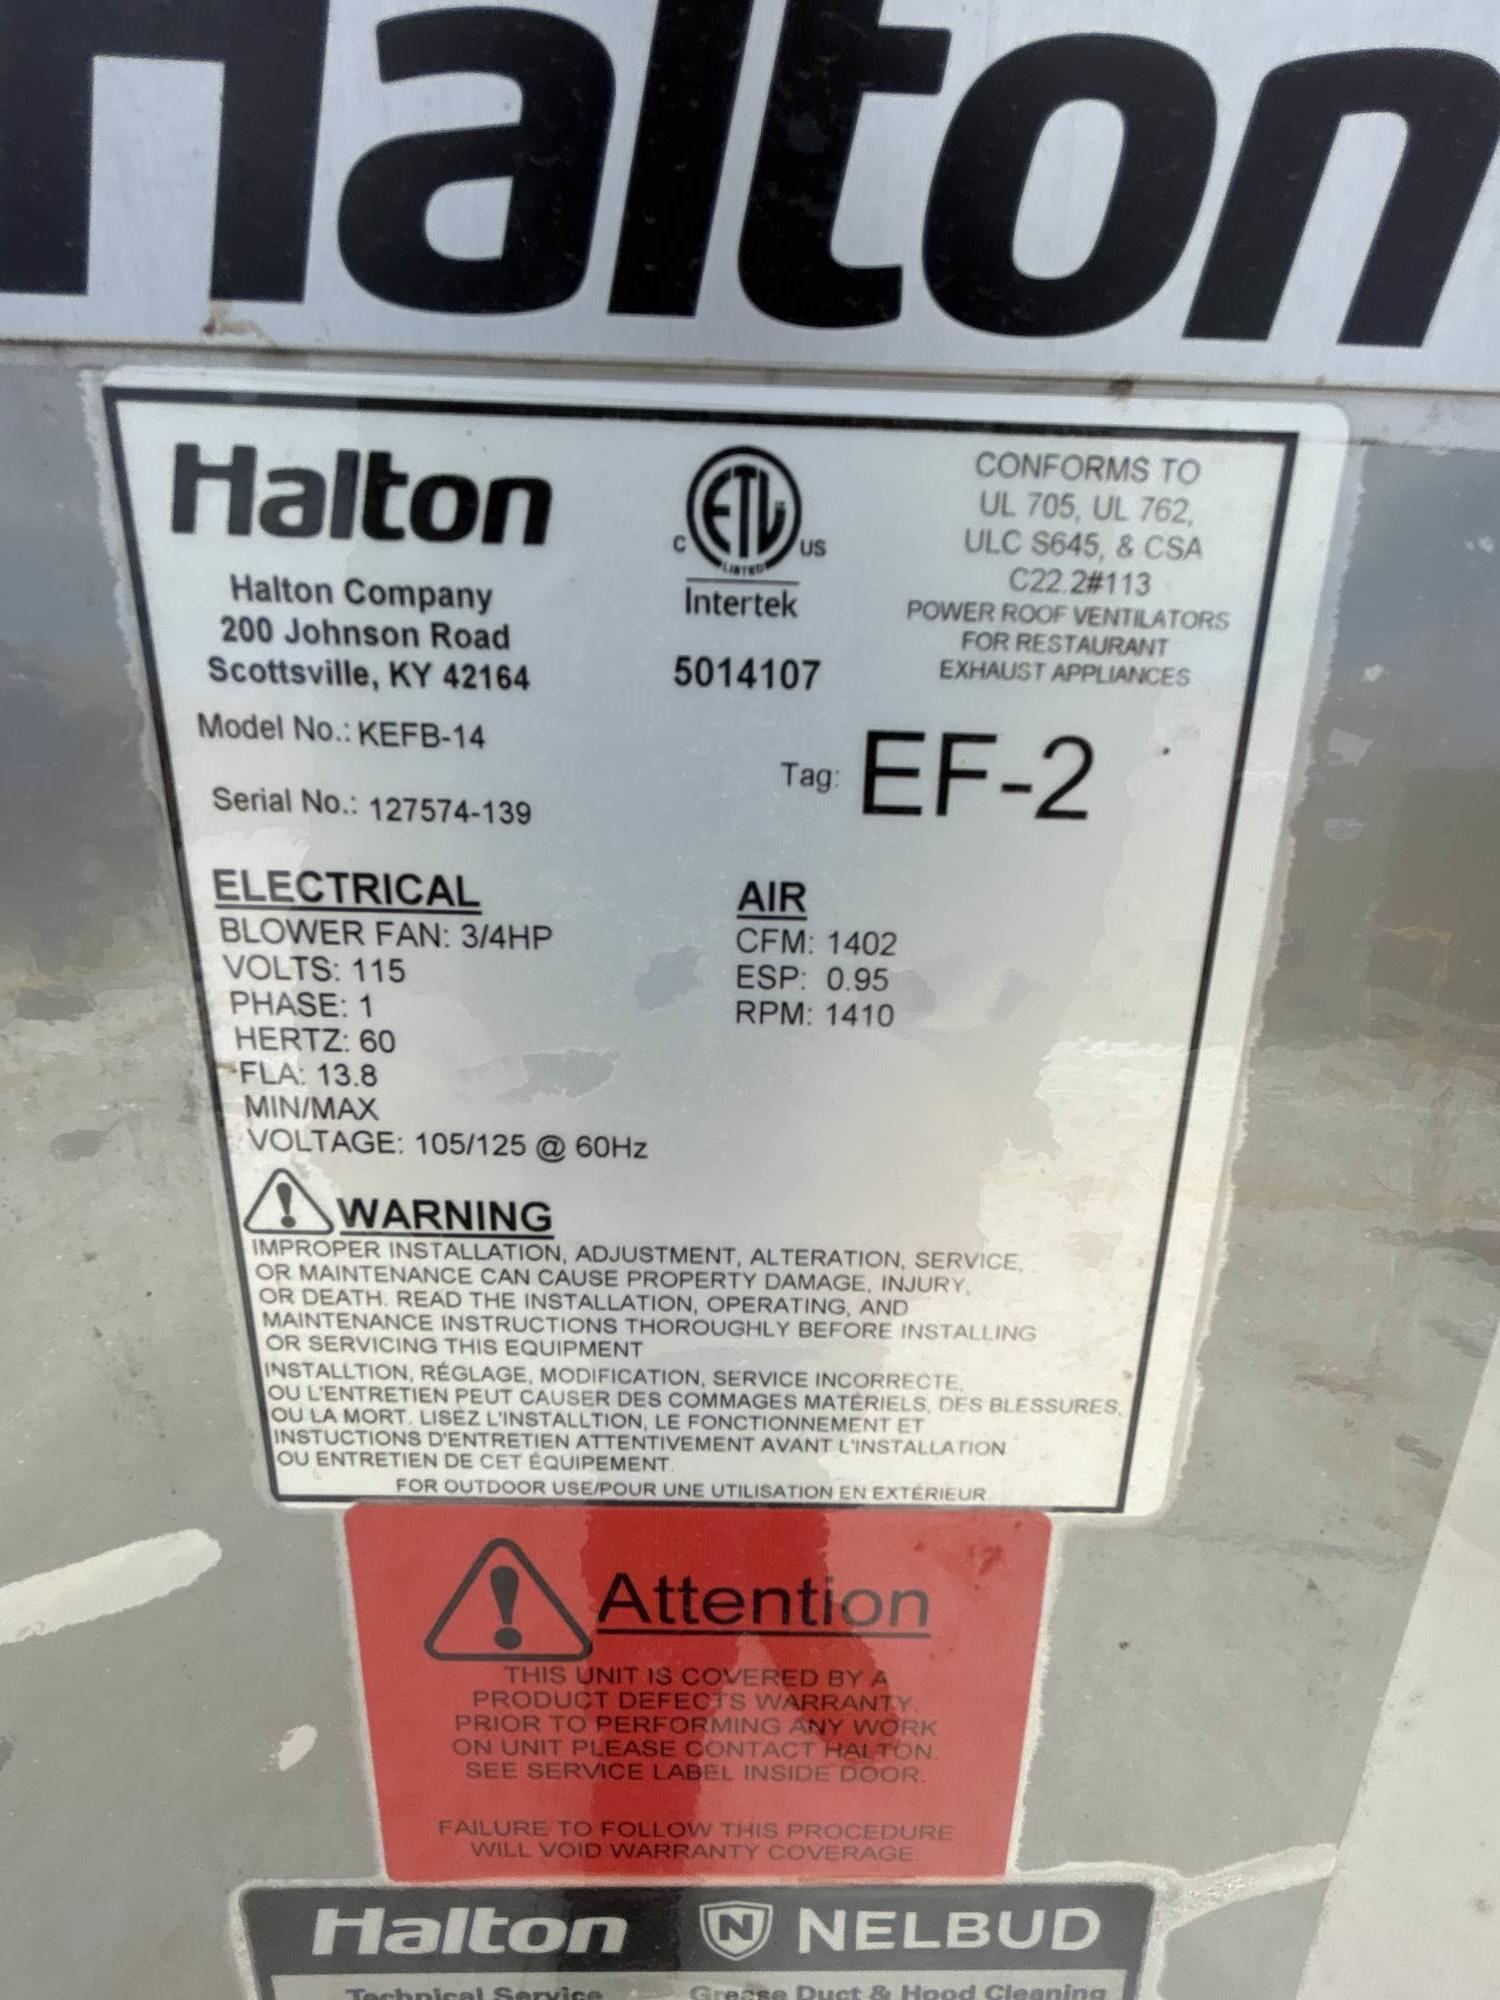 Halton
Halton
Halton Company
200 Johnson Road
Scottsville, KY 42164
C ETL US
LISTED
Intertek
5014107
CONFORMS TO
UL 705, UL 762,
ULC S645, & CSA
C22.2#113
POWER ROOF VENTILATORS
FOR RESTAURANT
EXHAUST APPLIANCES
Model No.: KEFB-14
Serial No.: 127574-139
Tag: EF-2
ELECTRICAL
BLOWER FAN: 3/4HP
VOLTS: 115
PHASE: 1
HERTZ: 60
FLA: 13.8
MIN/MAX
VOLTAGE: 105/125 @ 60Hz
AIR
CFM: 1402
ESP: 0.95
RPM: 1410
WARNING
IMPROPER INSTALLATION, ADJUSTMENT, ALTERATION, SERVICE,
OR MAINTENANCE CAN CAUSE PROPERTY DAMAGE, INJURY,
OR DEATH. READ THE INSTALLATION, OPERATING, AND
MAINTENANCE INSTRUCTIONS THOROUGHLY BEFORE INSTALLING
OR SERVICING THIS EQUIPMENT
INSTALLTION, RÉGLAGE, MODIFICATION, SERVICE INCORRECTE,
OU L'ENTRETIEN PEUT CAUSER DES COMMAGES MATÉRIELS, DES BLESSURES,
OU LA MORT. LISEZ L'INSTALLTION, LE FONCTIONNEMENT ET
INSTUCTIONS D'ENTRETIEN ATTENTIVEMENT AVANT L'INSTALLATION
OU ENTRETIEN DE CET ÉQUIPEMENT.
FOR OUTDOOR USE/POUR UNE UTILISATION EN EXTÉRIEUR
Attention
THIS UNIT IS COVERED BY A
PRODUCT DEFECTS WARRANTY.
PRIOR TO PERFORMING ANY WORK
ON UNIT PLEASE CONTACT HALTON.
SEE SERVICE LABEL INSIDE DOOR.
FAILURE TO FOLLOW THIS PROCEDURE
WILL VOID WARRANTY COVERAGE.
Halton N NELBUD
Technical Service Grease Duct & Hood Cleaning